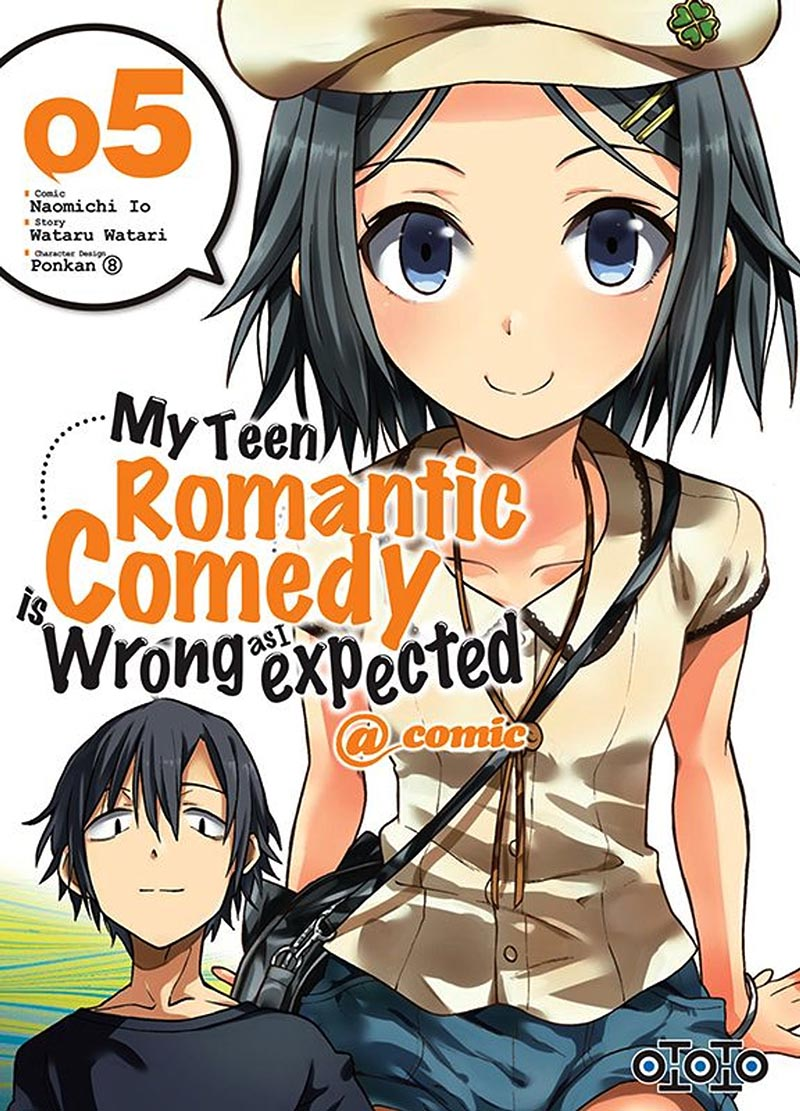 05
Comic
Naomichi Io
Story
Wataru Watari
Character Design
Ponkan ⑧
My Teen
Romantic
Comedy
is
Wrong as I expected
@ comic
OTOTO